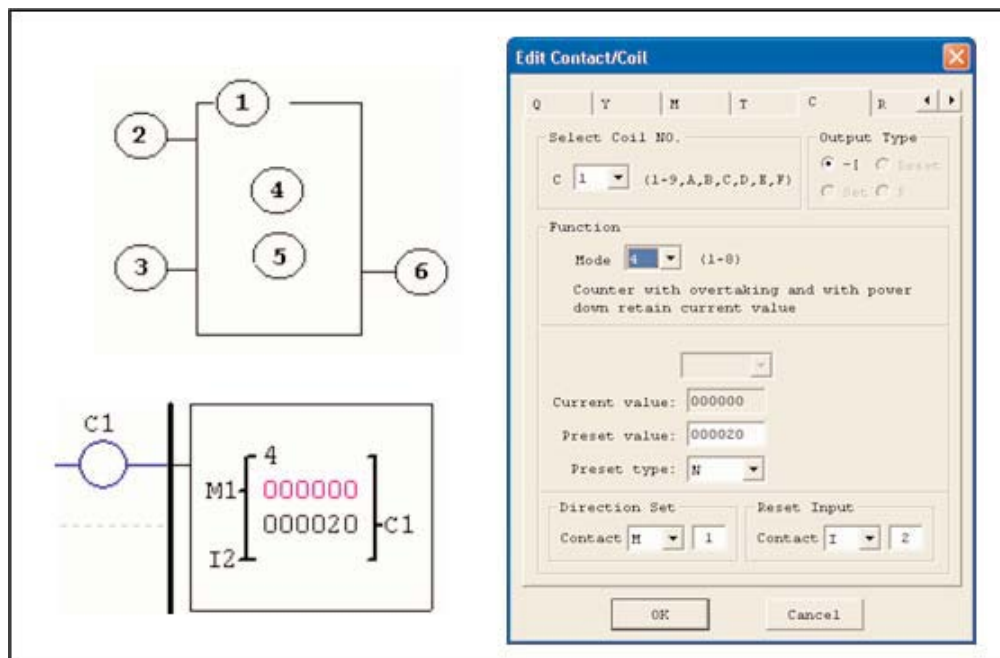 1
2
3
4
5
6
C1
4
M1
000000
000020
C1
I2
Edit Contact/Coil
Q Y M T C R
Select Coil NO.
C 1 (1-9,A,B,C,D,E,F)
Output Type
-[ Reset
Set P
Function
Mode 4 (1-8)
Counter with overtaking and with power
down retain current value
Current value: 000000
Preset value: 000020
Preset type: N
Direction Set
Contact M 1
Reset Input
Contact I 2
OK Cancel